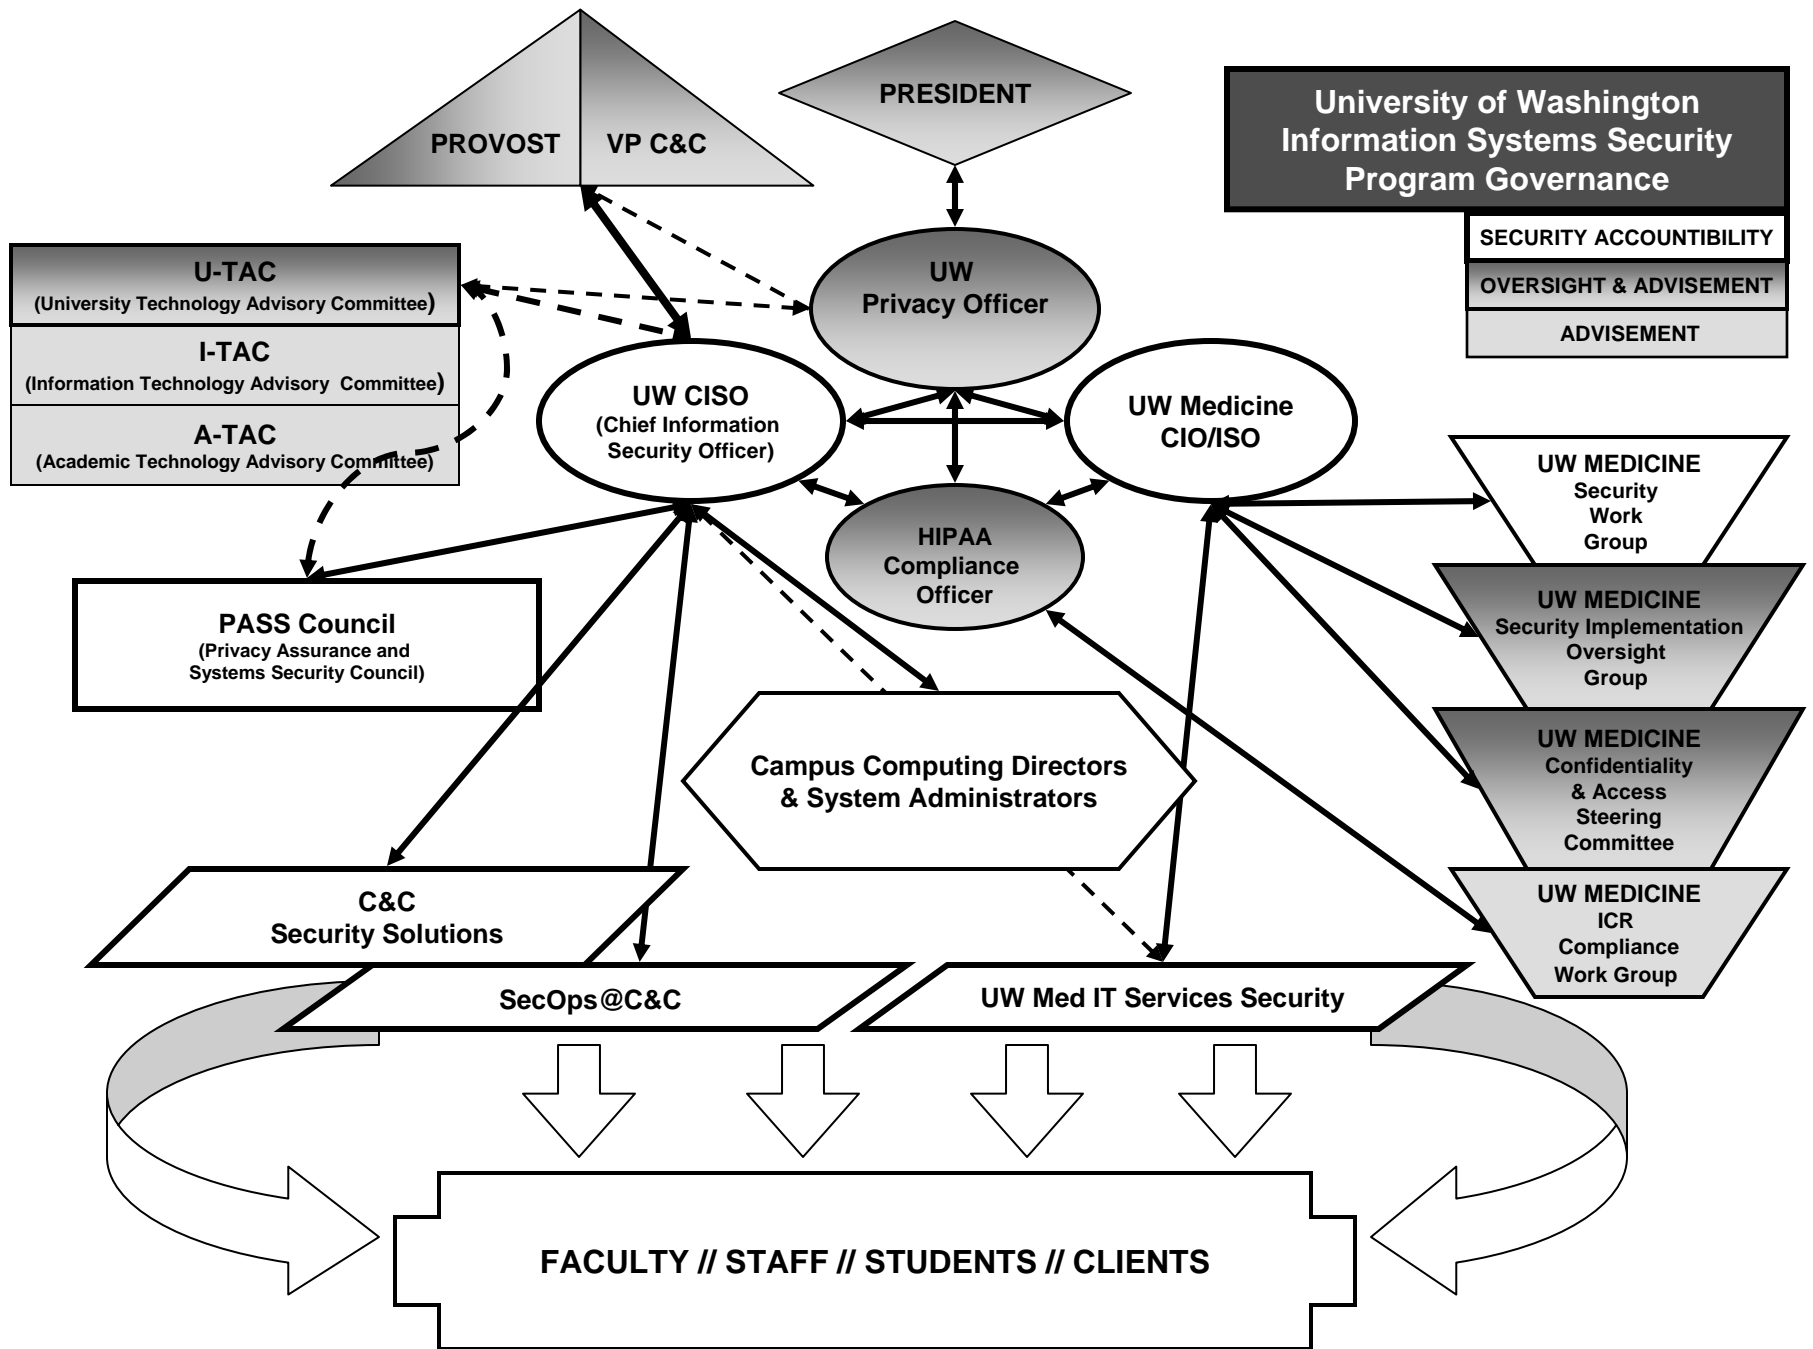 PROVOST
VP C&C
PRESIDENT
University of Washington
Information Systems Security
Program Governance
SECURITY ACCOUNTIBILITY
OVERSIGHT & ADVISEMENT
ADVISEMENT
U-TAC
(University Technology Advisory Committee)
I-TAC
(Information Technology Advisory Committee)
A-TAC
(Academic Technology Advisory Committee)
UW
Privacy Officer
UW CISO
(Chief Information
Security Officer)
UW Medicine
CIO/ISO
HIPAA
Compliance
Officer
UW MEDICINE
Security
Work
Group
UW MEDICINE
Security Implementation
Oversight
Group
UW MEDICINE
Confidentiality
& Access
Steering
Committee
UW MEDICINE
ICR
Compliance
Work Group
PASS Council
(Privacy Assurance and
Systems Security Council)
Campus Computing Directors
& System Administrators
C&C
Security Solutions
SecOps@C&C
UW Med IT Services Security
FACULTY // STAFF // STUDENTS // CLIENTS